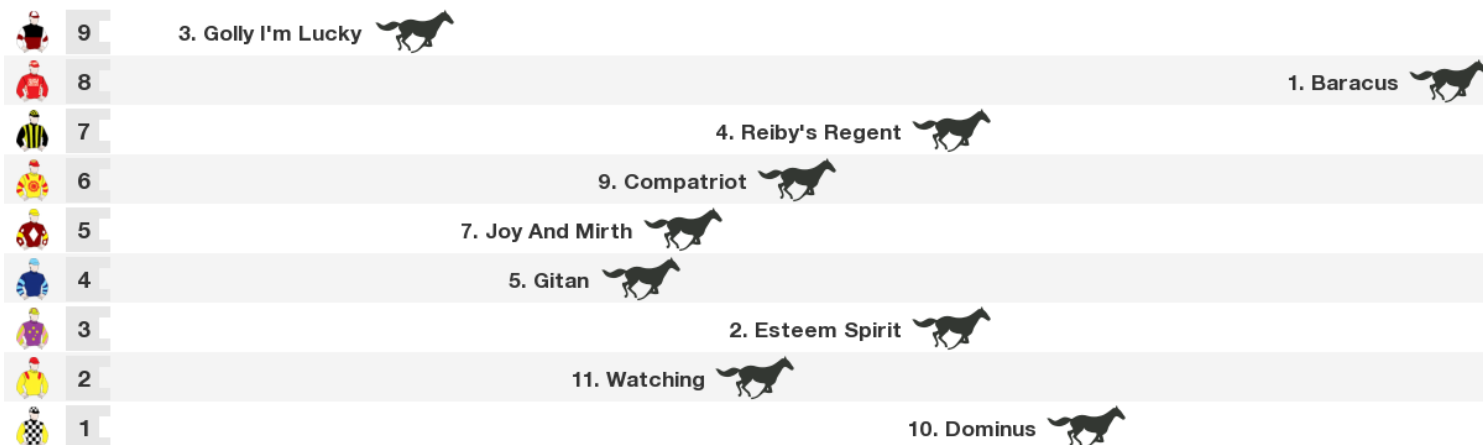 9 3. Golly I'm Lucky
8 1. Baracus
7 4. Reiby's Regent
6 9. Compatriot
5 7. Joy And Mirth
4 5. Gitan
3 2. Esteem Spirit
2 11. Watching
1 10. Dominus